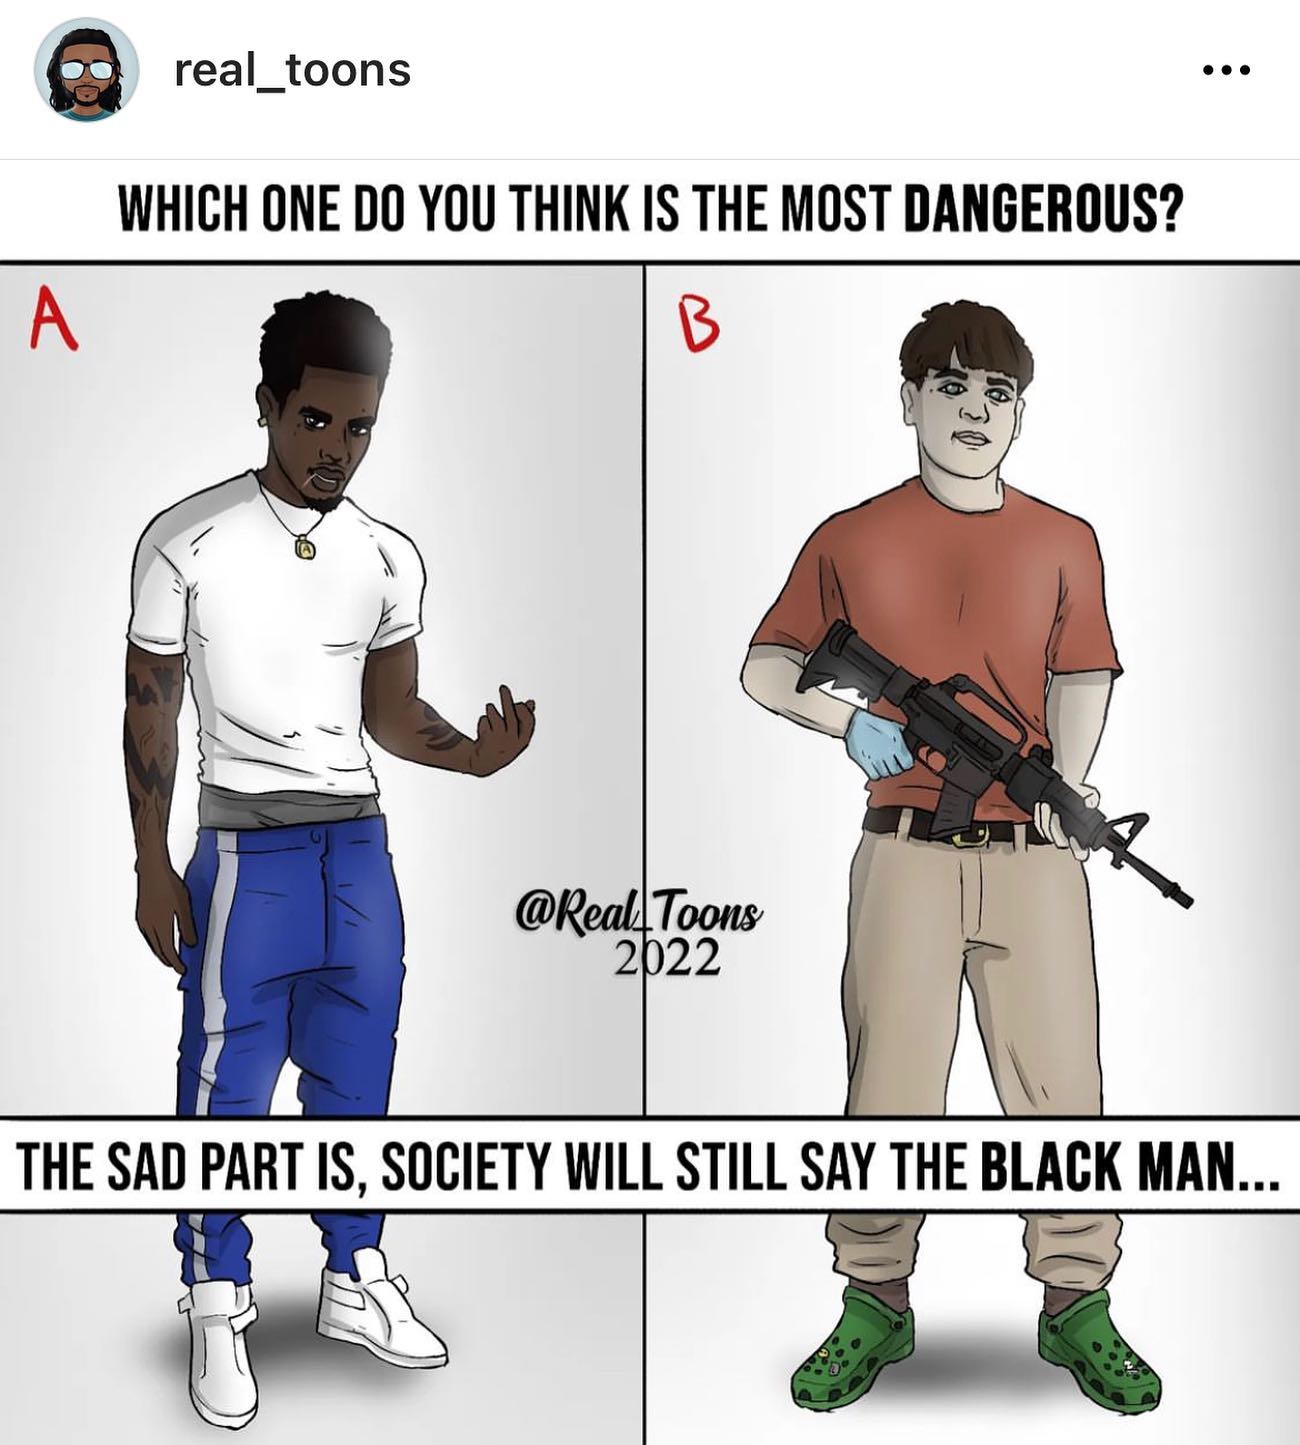 real_toons
WHICH ONE DO YOU THINK IS THE MOST DANGEROUS?
A
B
@Real_Toons
2022
THE SAD PART IS, SOCIETY WILL STILL SAY THE BLACK MAN...